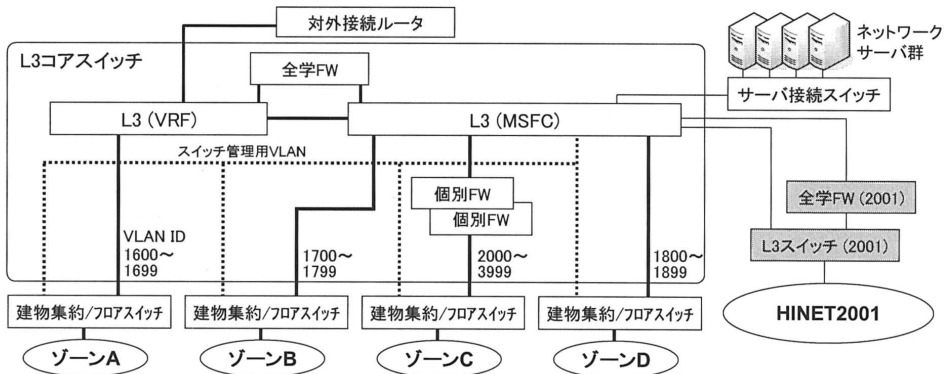 対外接続ルータ
ネットワーク
サーバ群
L3コアスイッチ
全学FW
サーバ接続スイッチ
L3 (VRF)
L3 (MSFC)
スイッチ管理用VLAN
個別FW
個別FW
全学FW (2001)
L3スイッチ (2001)
VLAN ID
1600～
1699
1700～
1799
2000～
3999
1800～
1899
建物集約/フロアスイッチ
建物集約/フロアスイッチ
建物集約/フロアスイッチ
建物集約/フロアスイッチ
HINET2001
ゾーンA
ゾーンB
ゾーンC
ゾーンD